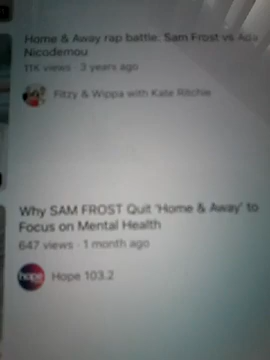 Home & Away rap battle: Sam Frost vs Ada
Nicodemou
11K views · 3 years ago
Fitzy & Wippa with Kate Ritchie
Why SAM FROST Quit 'Home & Away' to
Focus on Mental Health
647 views · 1 month ago
hope
Hope 103.2